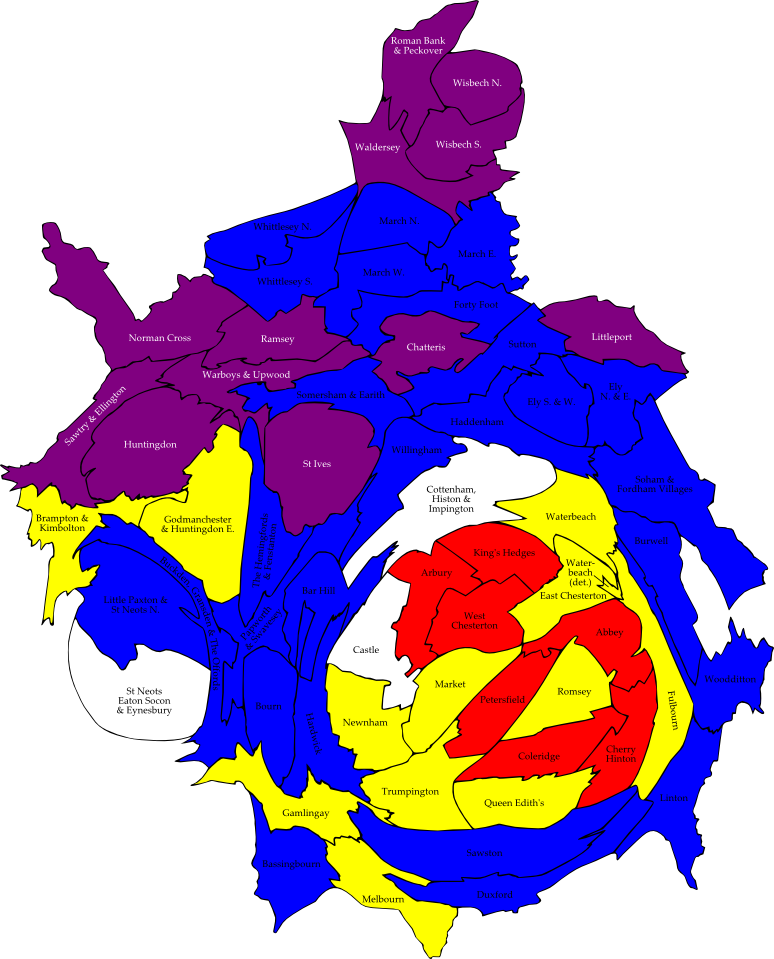 Roman Bank
& Peckover
Wisbech N.
Waldersey
Wisbech S.
Whittlesey N.
March N.
March E.
Whittlesey S.
March W.
Forty Foot
Norman Cross
Ramsey
Chatteris
Sutton
Littleport
Warboys & Upwood
Sawtry & Ellington
Somersham & Earith
Ely S. & W.
Ely
N. & E.
Huntingdon
St Ives
Willingham
Haddenham
Soham &
Fordham Villages
Cottenham,
Histon &
Impington
Brampton &
Kimbolton
Godmanchester
& Huntingdon E.
The Hemingfords
& Fenstanton
Waterbeach
Burwell
King's Hedges
Arbury
Water-
beach
(det.)
East Chesterton
Little Paxton &
St Neots N.
Bar Hill
West
Chesterton
Abbey
Castle
St Neots
Eaton Socon
& Eynesbury
Market
Petersfield
Romsey
Woodditton
Bourn
Hardwick
Newnham
Fulbourn
Coleridge
Cherry
Hinton
Trumpington
Queen Edith's
Linton
Gamlingay
Sawston
Bassingbourn
Melbourn
Duxford